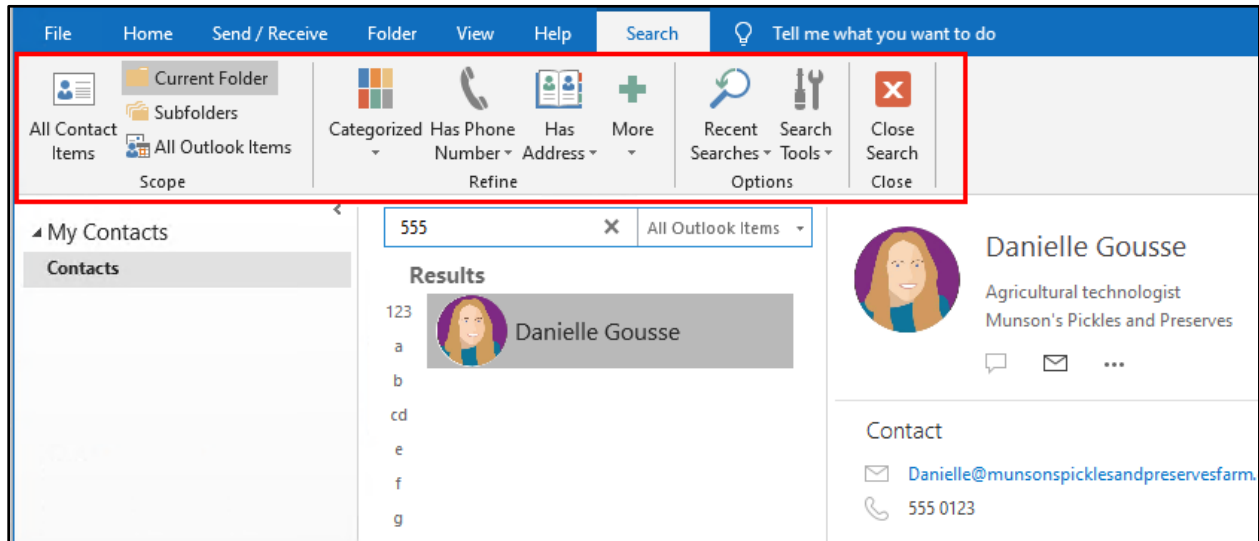 File Home Send / Receive Folder View Help Search Tell me what you want to do
All Contact Items
Current Folder
Subfolders
All Outlook Items
Scope
Categorized
Has Phone Number
Has Address
More
Refine
Recent Searches
Search Tools
Options
Close Search
Close
My Contacts
Contacts
555
All Outlook Items
Results
123
a
b
cd
e
f
g
Danielle Gousse
Danielle Gousse
Agricultural technologist
Munson's Pickles and Preserves
Contact
Danielle@munsonspicklesandpreservesfarm.
555 0123